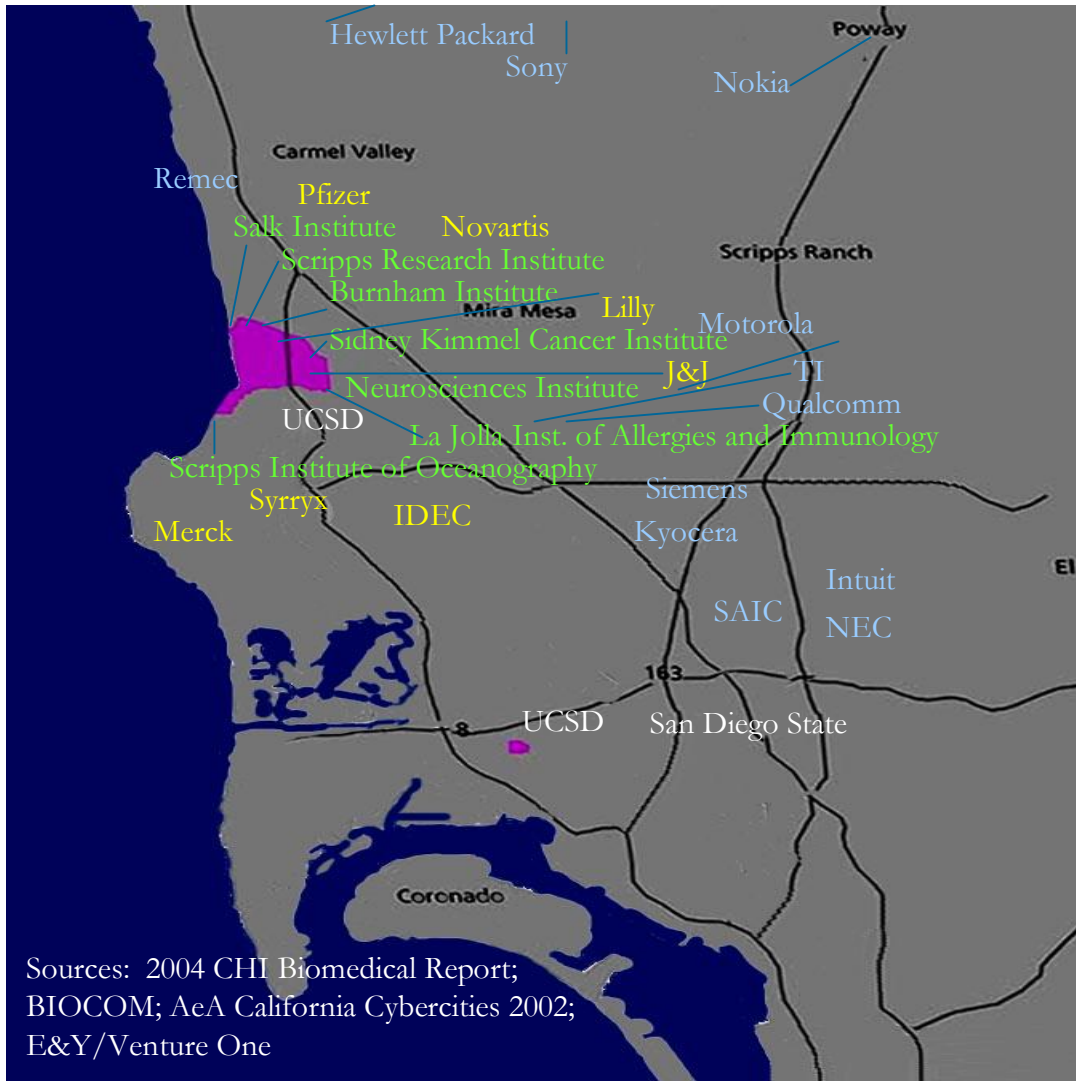 Hewlett Packard
Poway
Sony
Nokia
Carmel Valley
Remec
Pfizer
Salk Institute
Novartis
Scripps Ranch
Scripps Research Institute
Burnham Institute
Mira Mesa
Lilly
Motorola
Sidney Kimmel Cancer Institute
J&J
TI
Neurosciences Institute
Qualcomm
UCSD
La Jolla Inst. of Allergies and Immunology
Scripps Institute of Oceanography
Syrryx
Siemens
IDEC
Merck
Kyocera
El
Intuit
SAIC
NEC
163
UCSD
San Diego State
8
Coronado
Sources: 2004 CHI Biomedical Report;
BIOCOM; AeA California Cybercities 2002;
E&Y/Venture One